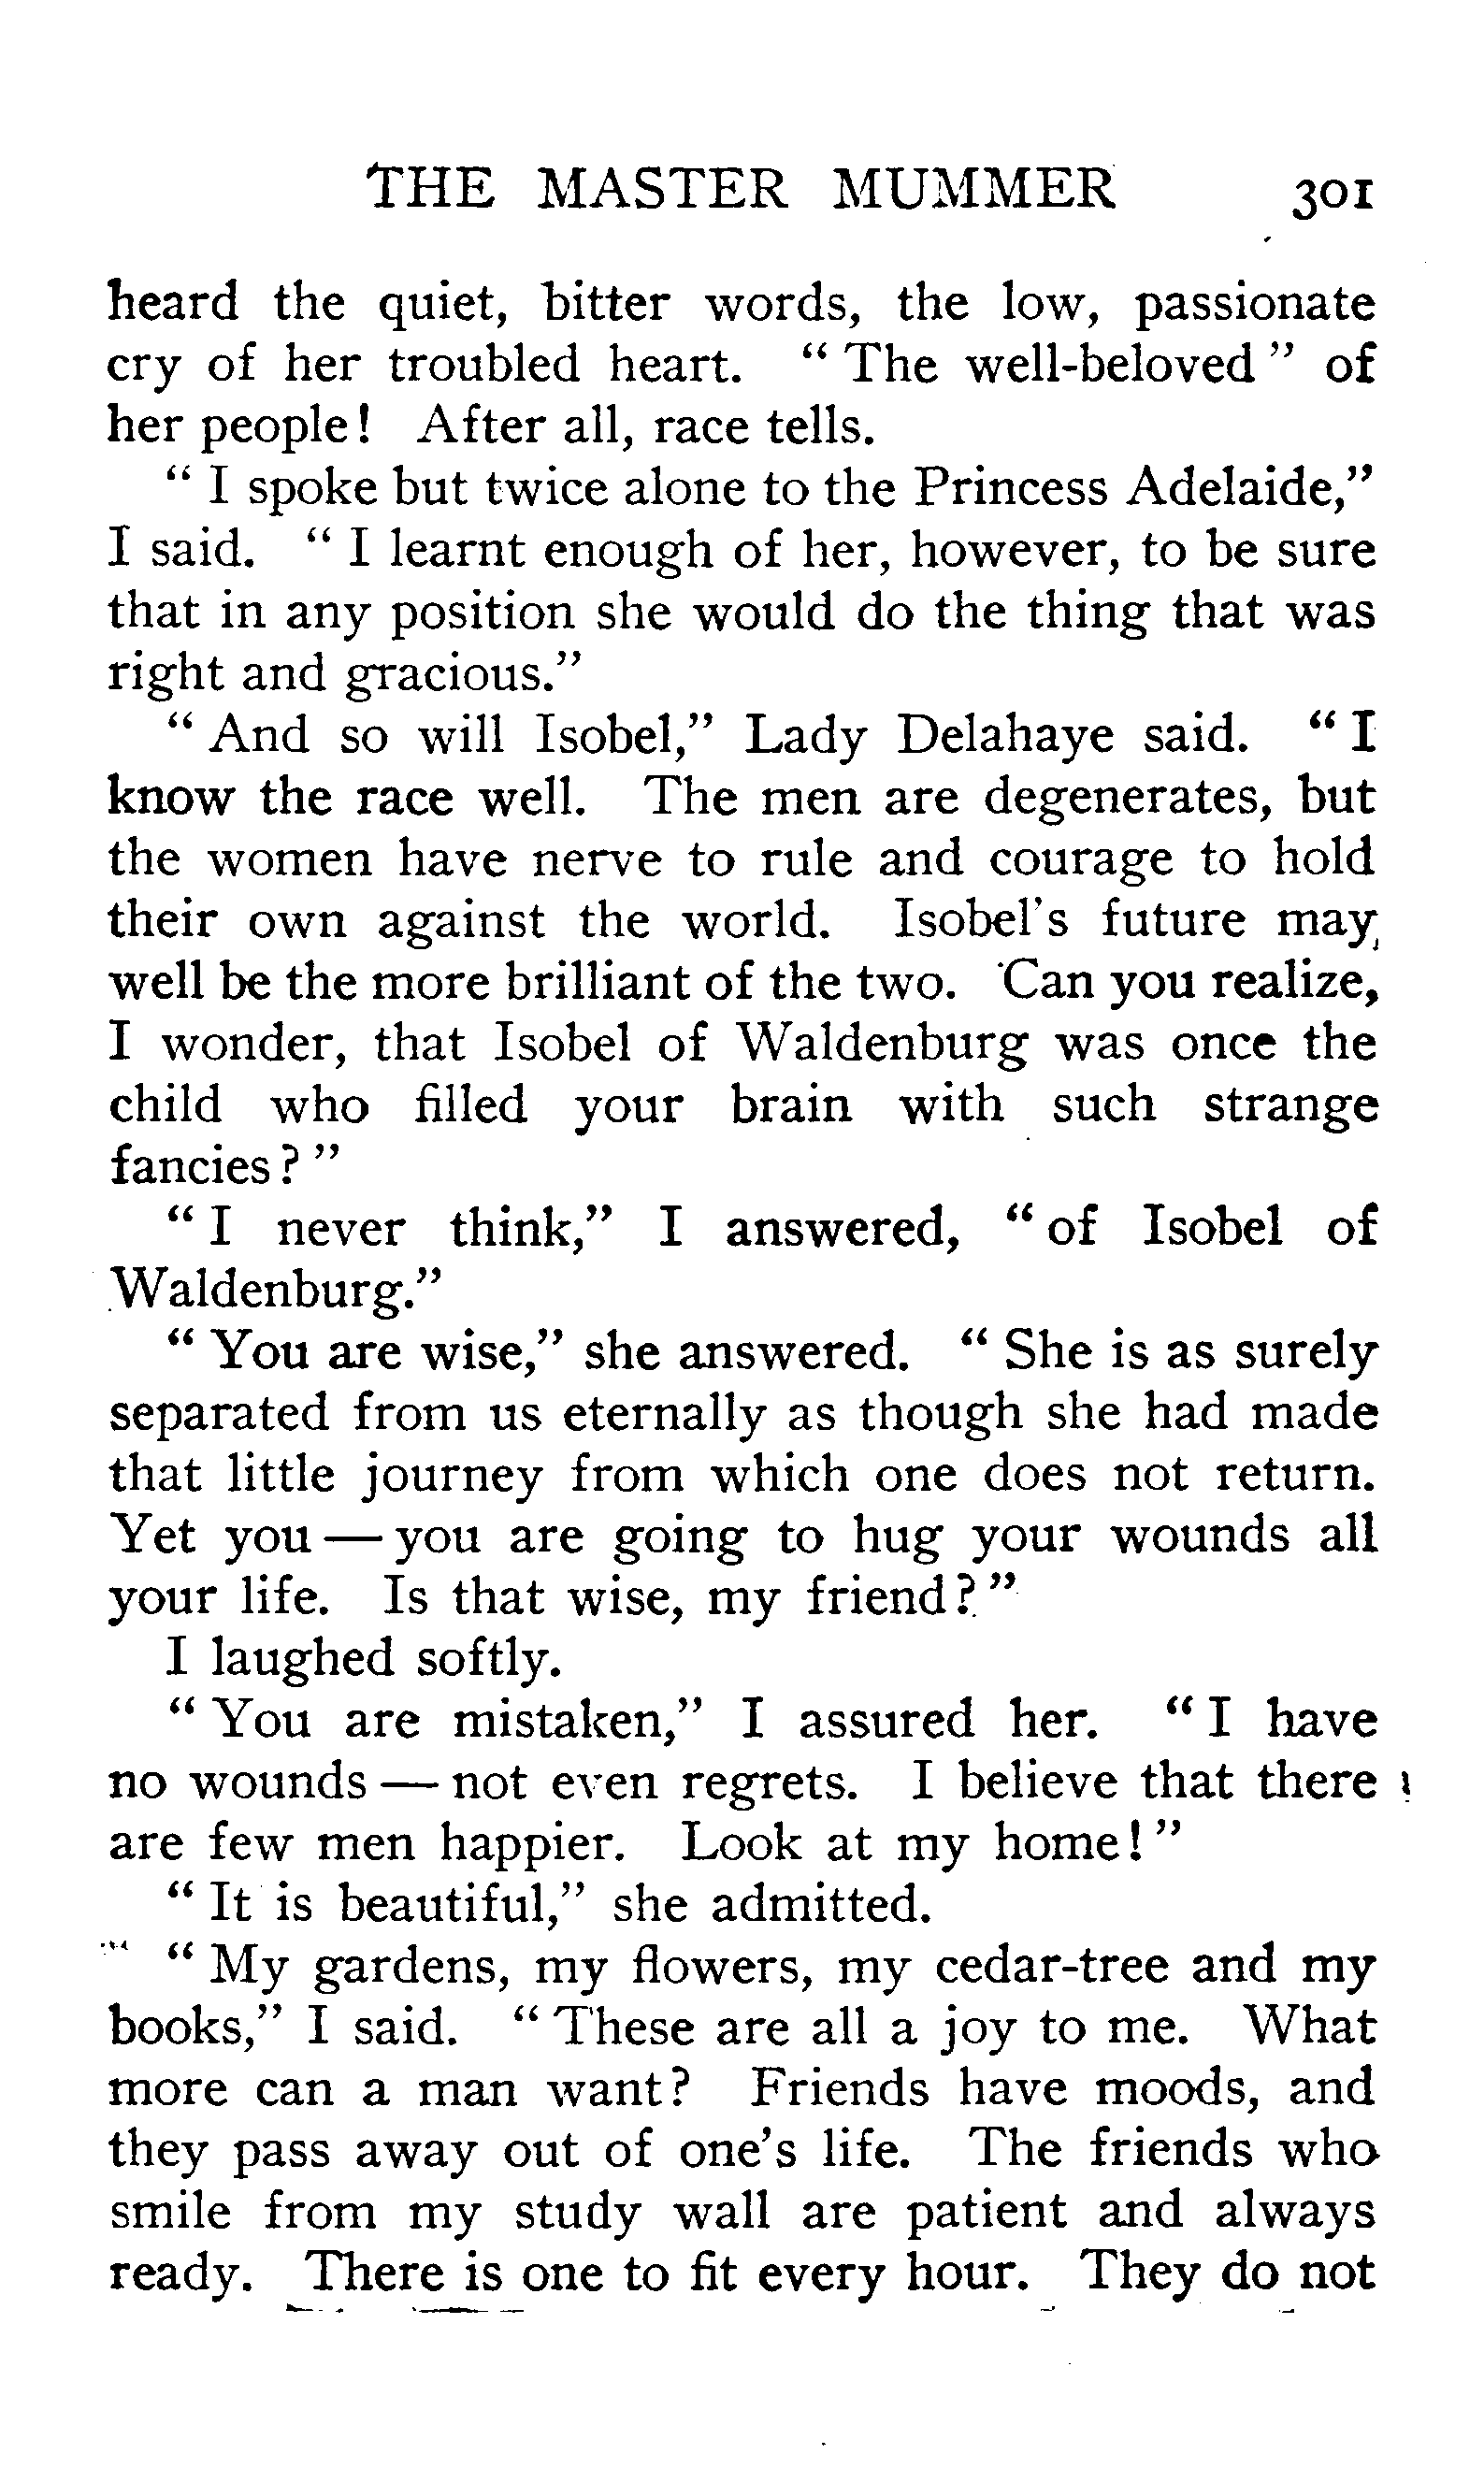 THE MASTER MUMMER 301
heard the quiet, bitter words, the low, passionate
cry of her troubled heart. " The well-beloved " of
her people! After all, race tells.
" I spoke but twice alone to the Princess Adelaide,"
I said. " I learnt enough of her, however, to be sure
that in any position she would do the thing that was
right and gracious."
" And so will Isobel," Lady Delahaye said. " I
know the race well. The men are degenerates, but
the women have nerve to rule and courage to hold
their own against the world. Isobel's future may
well be the more brilliant of the two. Can you realize,
I wonder, that Isobel of Waldenburg was once the
child who filled your brain with such strange
fancies? "
" I never think," I answered, " of Isobel of
Waldenburg."
" You are wise," she answered. " She is as surely
separated from us eternally as though she had made
that little journey from which one does not return.
Yet you — you are going to hug your wounds all
your life. Is that wise, my friend? "
I laughed softly.
" You are mistaken," I assured her. " I have
no wounds — not even regrets. I believe that there
are few men happier. Look at my home! "
" It is beautiful," she admitted.
" My gardens, my flowers, my cedar-tree and my
books," I said. " These are all a joy to me. What
more can a man want? Friends have moods, and
they pass away out of one's life. The friends who
smile from my study wall are patient and always
ready. There is one to fit every hour. They do not